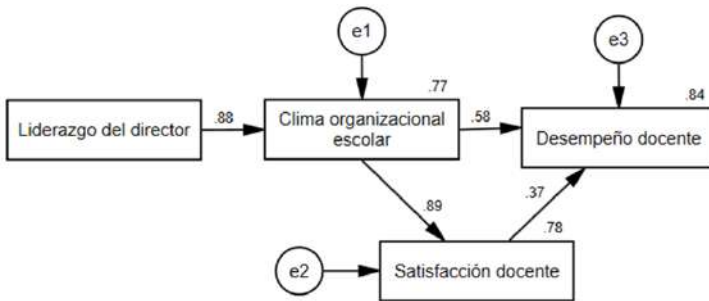 e1
e3
.77
.84
Liderazgo del director
.88
Clima organizacional
escolar
.58
Desempeño docente
.89
.37
.78
e2
Satisfacción docente